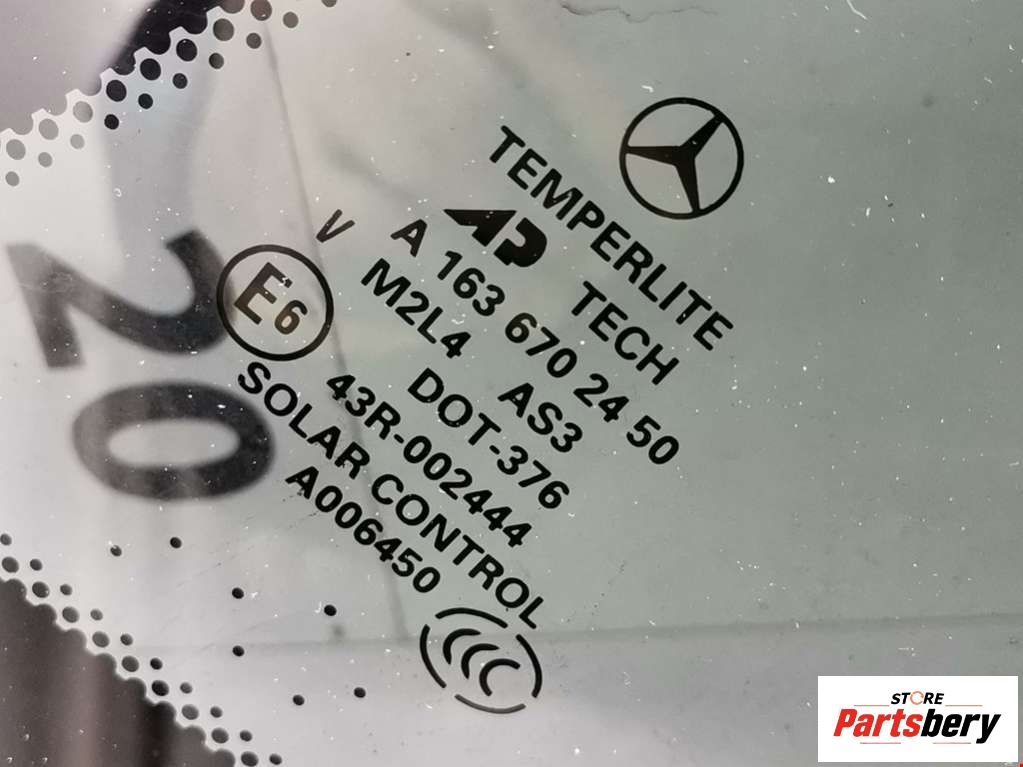 TEMPERLITE
AP TECH
A 163 670 24 50
M2L4 AS3
DOT-376
V
E6
43R-002444
SOLAR CONTROL
A006450
CCC
20
STORE
Partsbery